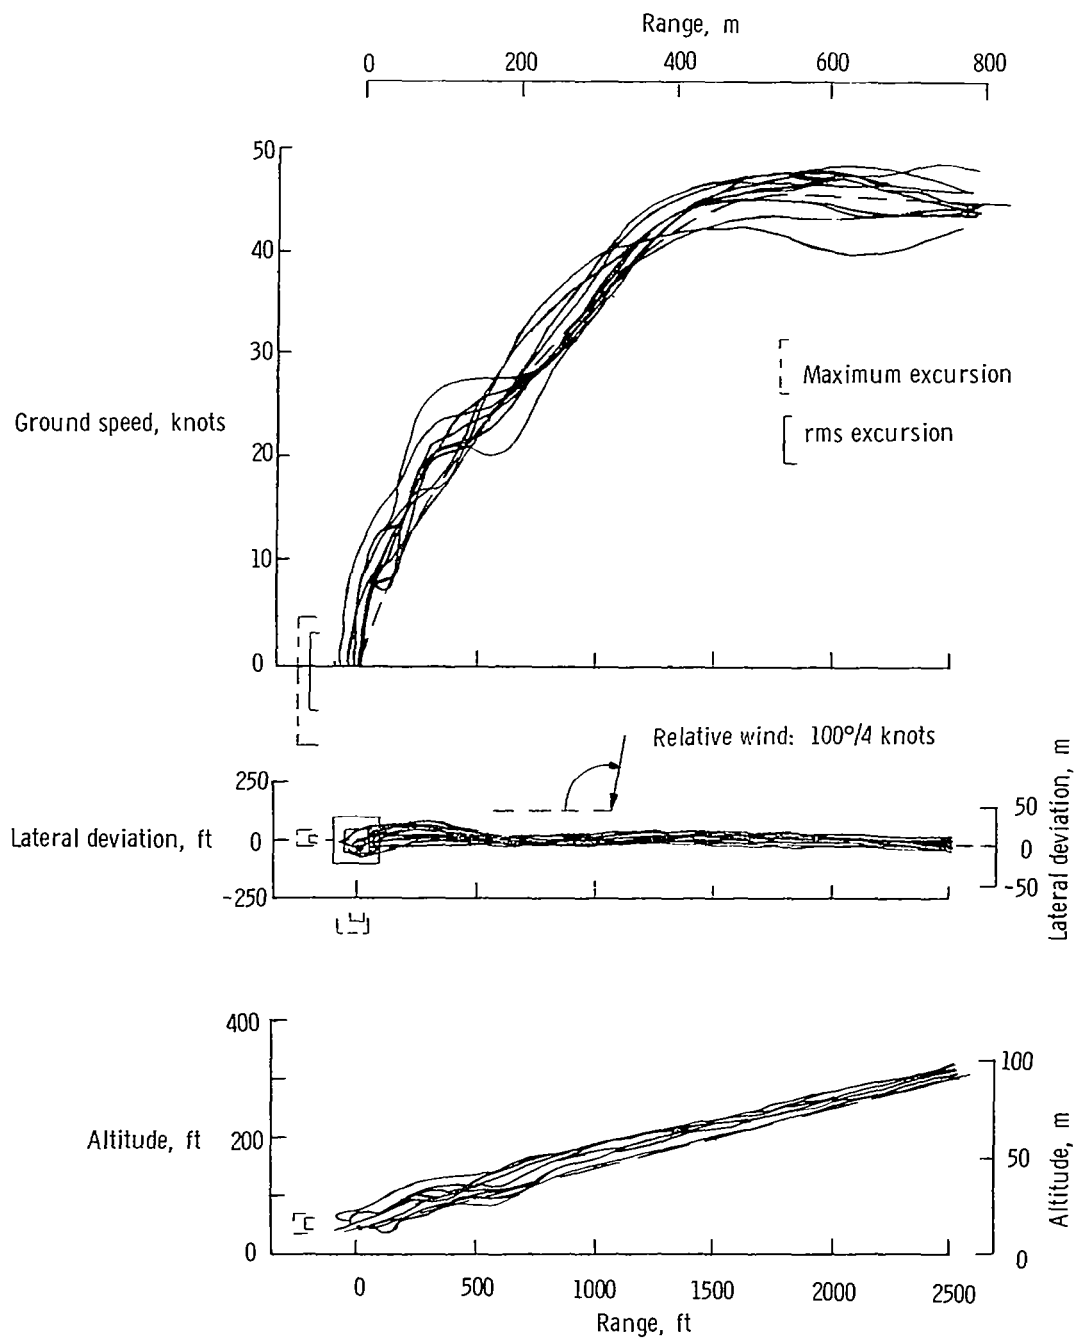 Range, m
0 200 400 600 800
50
40
30
Maximum excursion
Ground speed, knots
rms excursion
20
10
0
Relative wind: 100°/4 knots
250
50
Lateral deviation, ft
0
0
Lateral deviation, m
-250
-50
400
100
Altitude, ft
200
50
Altitude, m
0
0
0 500 1000 1500 2000 2500
Range, ft